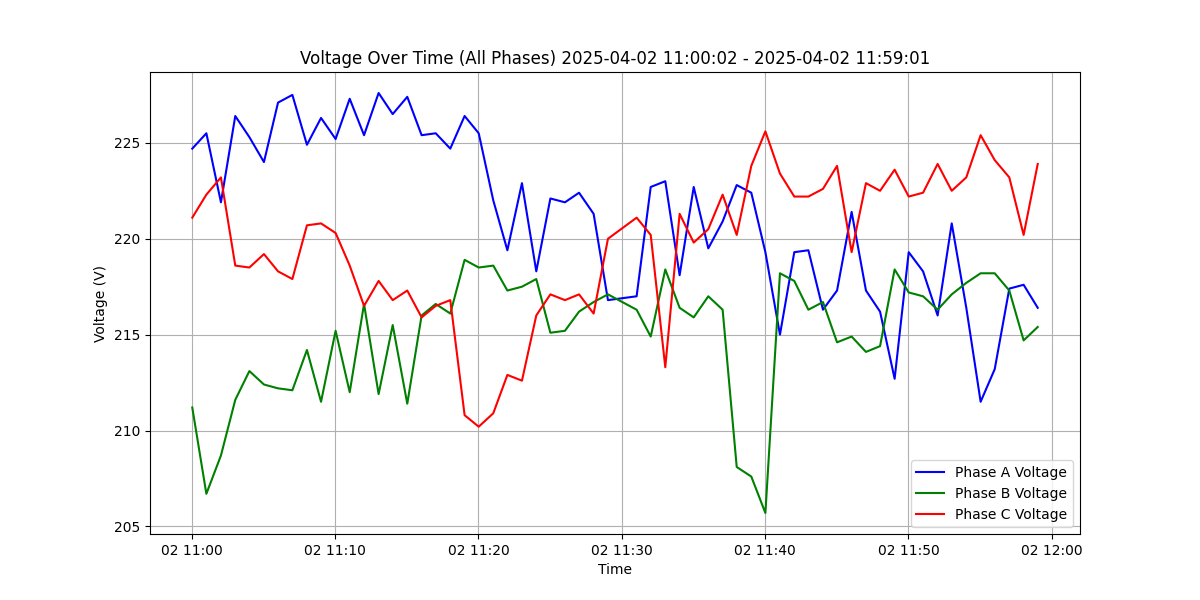 Voltage Over Time (All Phases) 2025-04-02 11:00:02 - 2025-04-02 11:59:01
Voltage (V)
225
220
215
210
205
02 11:00 02 11:10 02 11:20 02 11:30 02 11:40 02 11:50 02 12:00
Time
Phase A Voltage
Phase B Voltage
Phase C Voltage